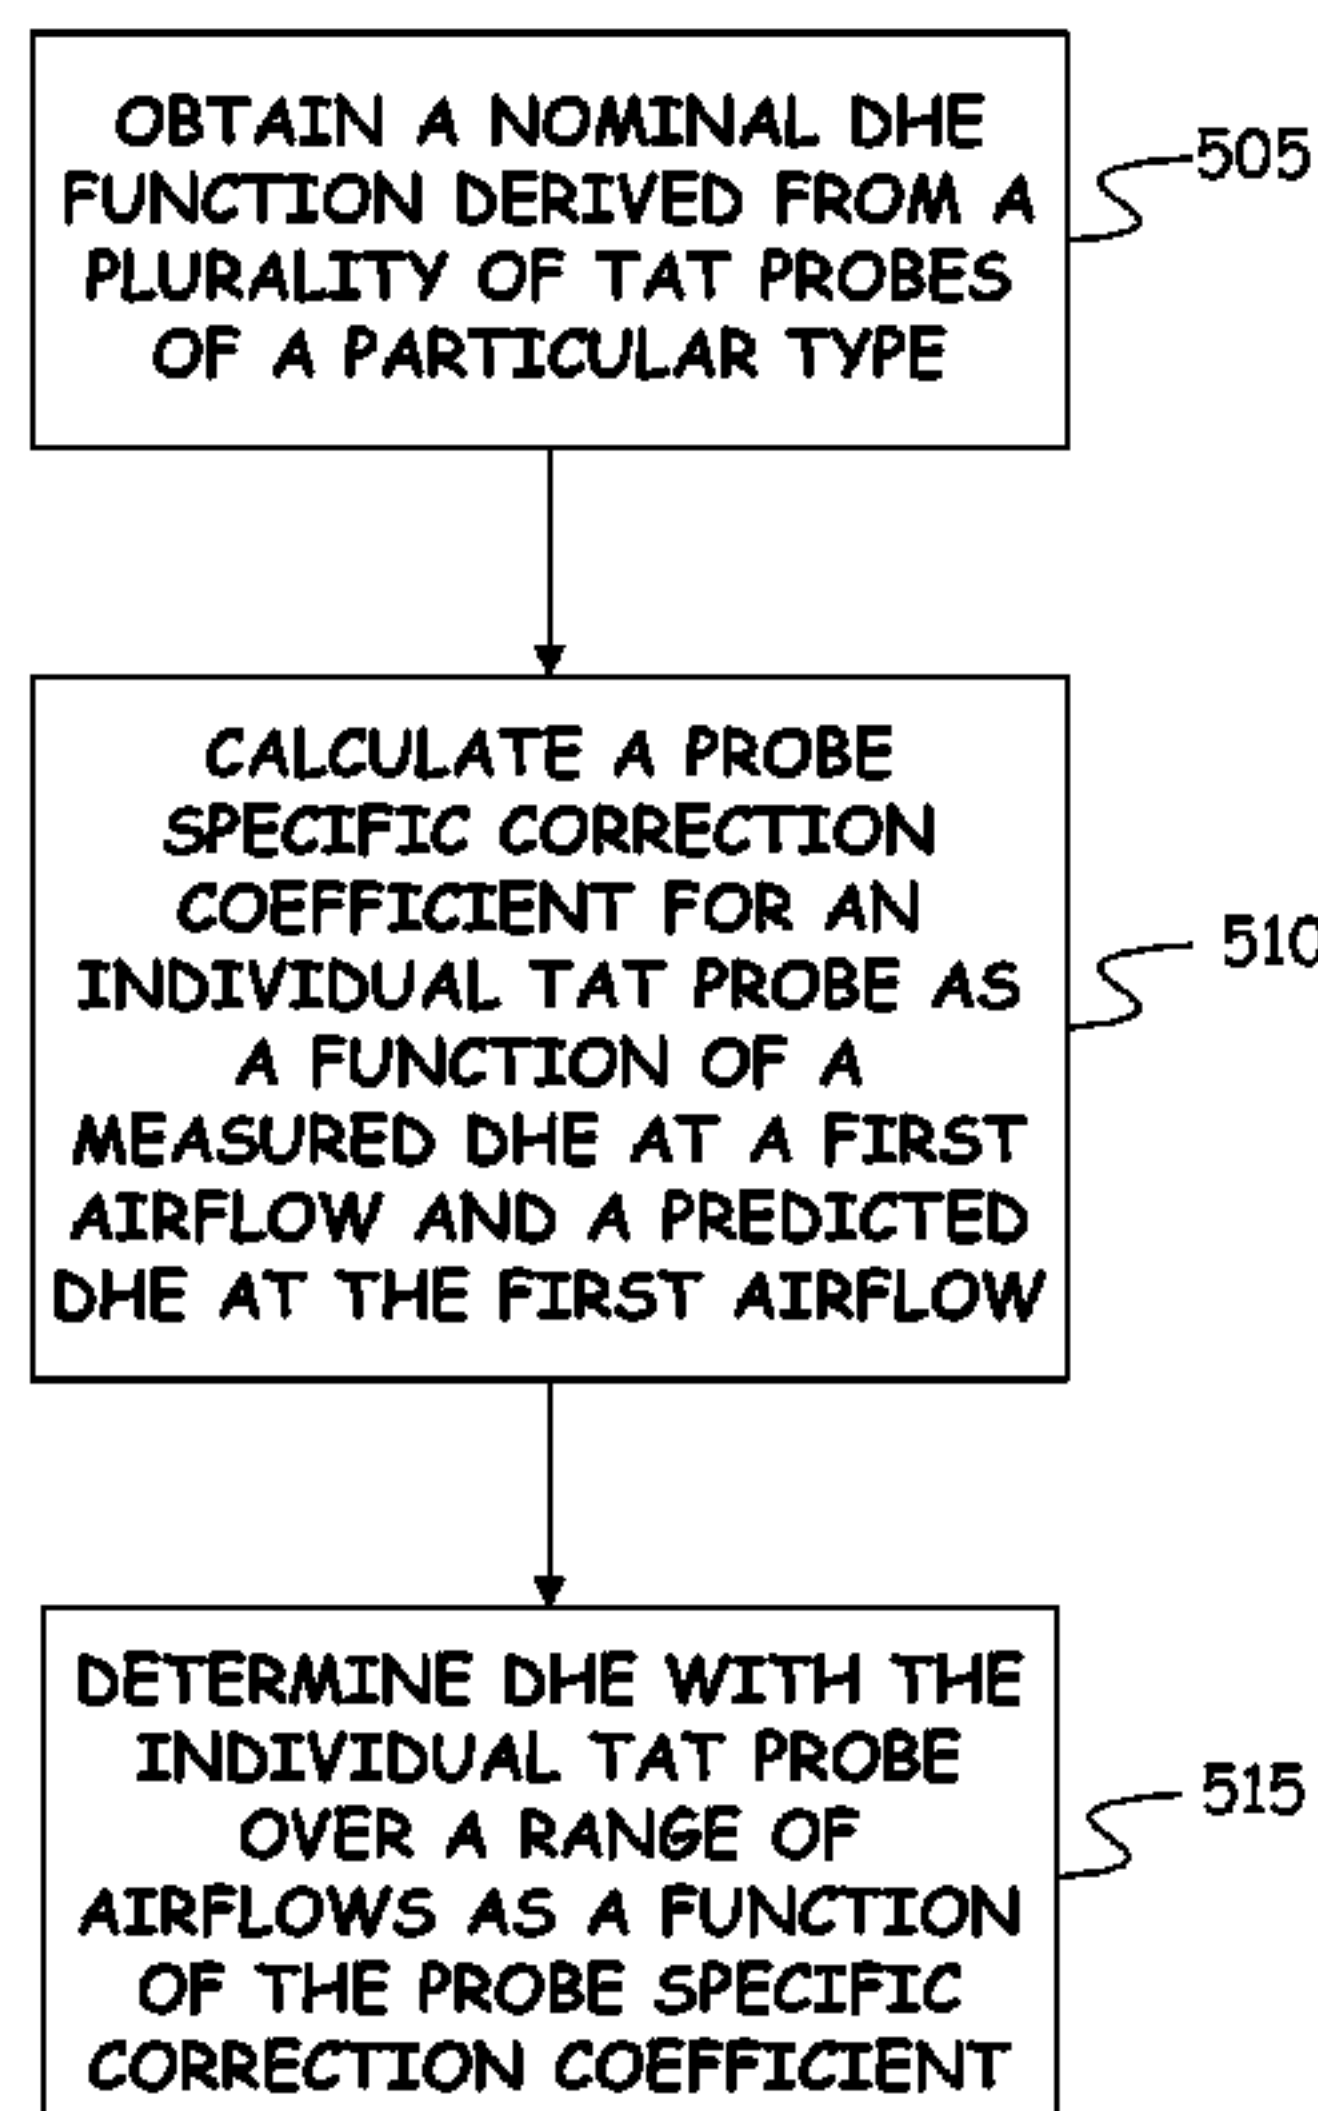 OBTAIN A NOMINAL DHE
FUNCTION DERIVED FROM A
PLURALITY OF TAT PROBES
OF A PARTICULAR TYPE
505
CALCULATE A PROBE
SPECIFIC CORRECTION
COEFFICIENT FOR AN
INDIVIDUAL TAT PROBE AS
A FUNCTION OF A
MEASURED DHE AT A FIRST
AIRFLOW AND A PREDICTED
DHE AT THE FIRST AIRFLOW
510
DETERMINE DHE WITH THE
INDIVIDUAL TAT PROBE
OVER A RANGE OF
AIRFLOWS AS A FUNCTION
OF THE PROBE SPECIFIC
CORRECTION COEFFICIENT
515